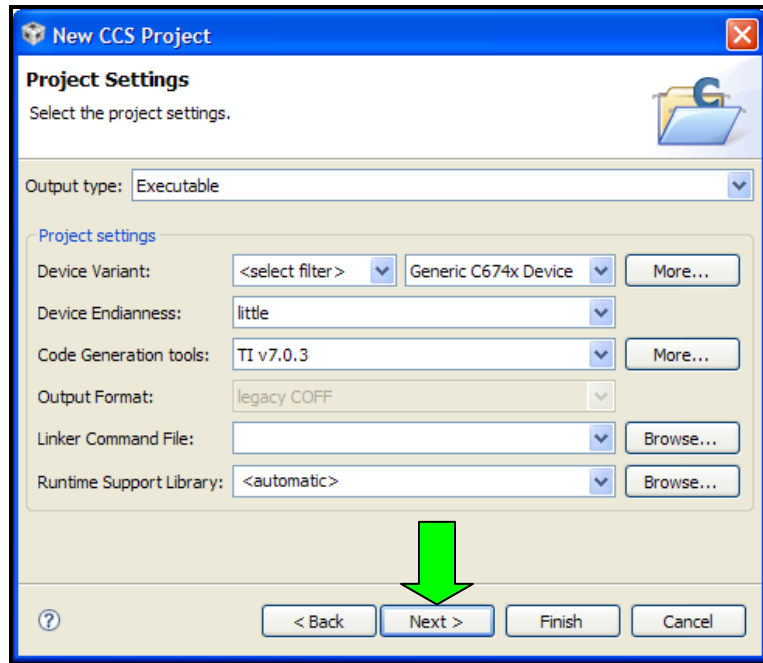 New CCS Project
Project Settings
Select the project settings.
Output type: Executable
Project settings
Device Variant: <select filter> Generic C674x Device More...
Device Endianness: little
Code Generation tools: TI v7.0.3 More...
Output Format: legacy COFF
Linker Command File: Browse...
Runtime Support Library: <automatic> Browse...
? < Back Next > Finish Cancel